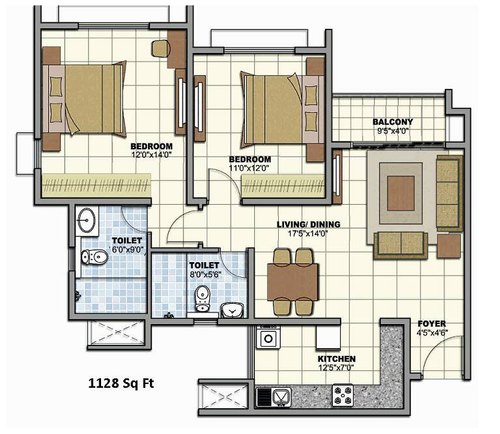 BEDROOM
12'0"x14'0"
BEDROOM
11'0"x12'0"
BALCONY
9'5"x4'0"
LIVING/ DINING
17'5"x14'0"
TOILET
6'0"x9'0"
TOILET
8'0"x5'6"
FOYER
4'5"x4'6"
KITCHEN
12'5"x7'0"
1128 Sq Ft